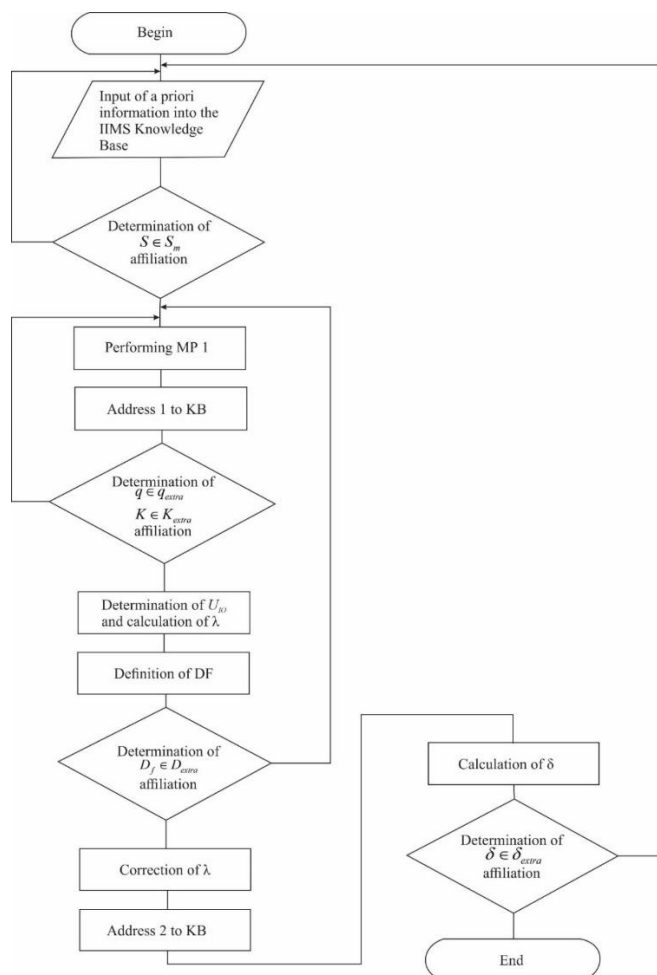 Begin
Input of a priori
information into the
IIMS Knowledge
Base
Determination of
S ∈ Sₘ
affiliation
Performing MP 1
Address 1 to KB
Determination of
q ∈ q_extra
K ∈ K_extra
affiliation
Determination of U_IO
and calculation of λ
Definition of DF
Determination of
D_f ∈ D_extra
affiliation
Correction of λ
Address 2 to KB
Calculation of δ
Determination of
δ ∈ δ_extra
affiliation
End